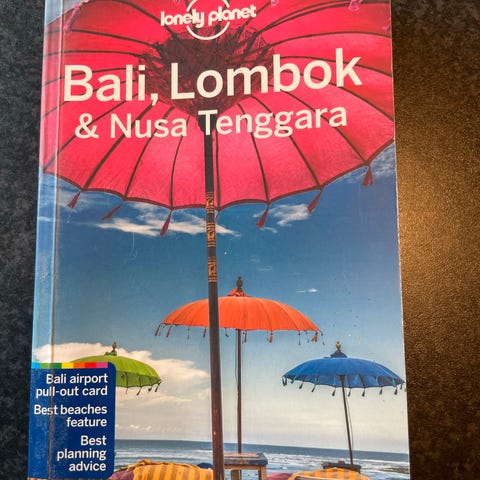 lonely planet
Bali, Lombok
& Nusa Tenggara
Bali airport
pull-out card
Best beaches
feature
Best
planning
advice